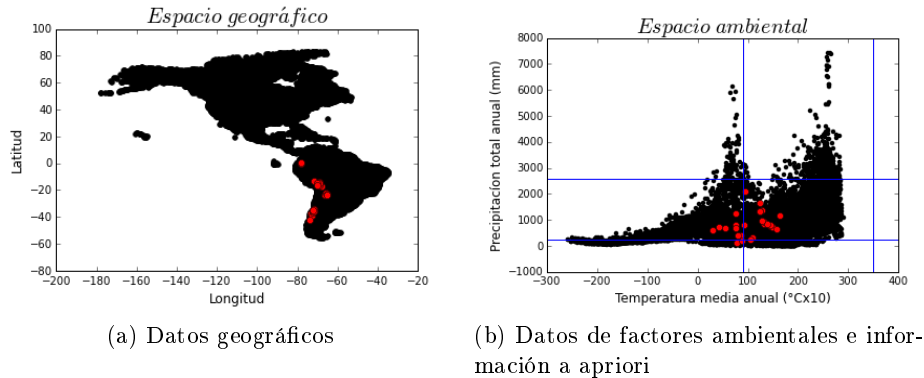 Espacio geográfico
100
80
60
40
20
0
−20
−40
−60
−80
−200 −180 −160 −140 −120 −100 −80 −60 −40 −20
Latitud
Longitud
(a) Datos geográficos
Espacio ambiental
8000
7000
6000
5000
4000
3000
2000
1000
0
−1000
−300 −200 −100 0 100 200 300 400
Precipitacíon total anual (mm)
Temperatura media anual (°Cx10)
(b) Datos de factores ambientales e infor-
mación a apriori